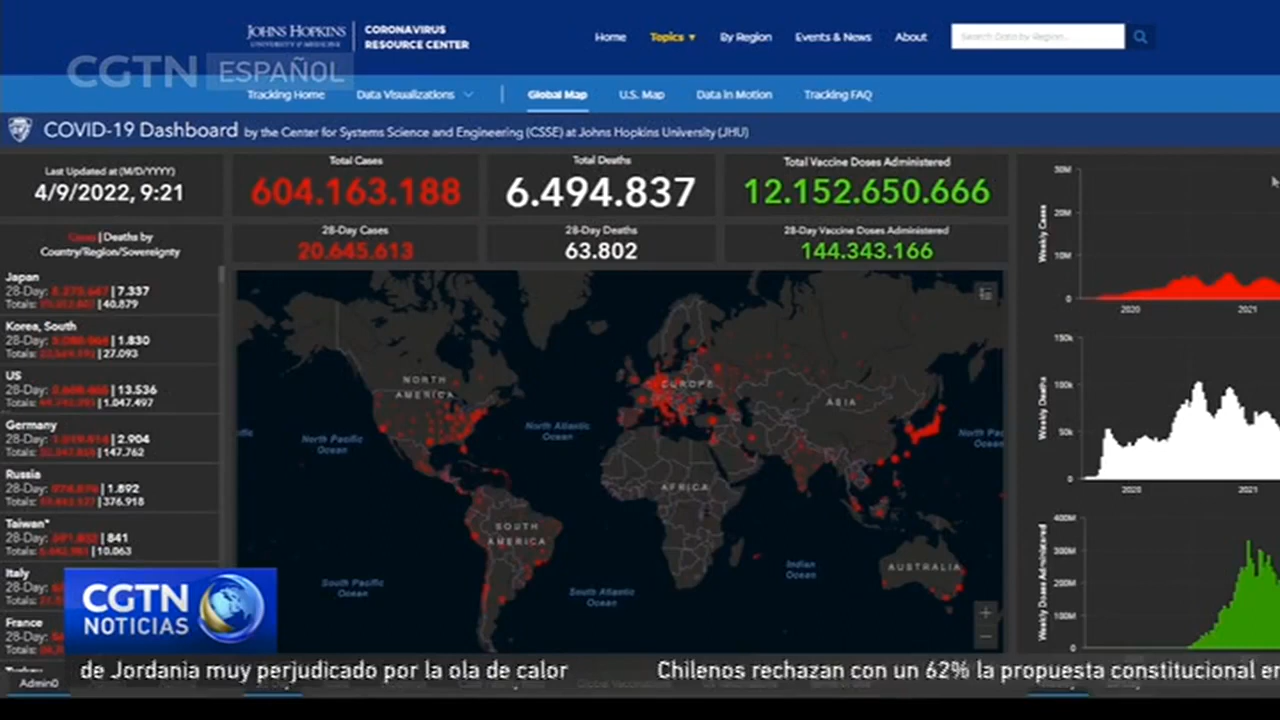 JOHNS HOPKINS
UNIVERSITY & MEDICINE
CORONAVIRUS
RESOURCE CENTER
Home
Topics
By Region
Events & News
About
Search Data by Region...
CGTN ESPAÑOL
Tracking Home
Data Visualizations
Global Map
U.S. Map
Data in Motion
Tracking FAQ
COVID-19 Dashboard by the Center for Systems Science and Engineering (CSSE) at Johns Hopkins University (JHU)
Last Updated at (M/D/YYYY)
4/9/2022, 9:21
Total Cases
604.163.188
Total Deaths
6.494.837
Total Vaccine Doses Administered
12.152.650.666
28-Day Cases
20.645.613
28-Day Deaths
63.802
28-Day Vaccine Doses Administered
144.343.166
Cases | Deaths by
Country/Region/Sovereignty
Japan
28-Day: | 7.337
Totals: | 40.879
Korea, South
28-Day: | 1.830
Totals: | 27.093
US
28-Day: | 13.536
Totals: | 1.047.497
Germany
28-Day: | 2.904
Totals: | 147.762
Russia
28-Day: | 1.892
Totals: | 376.918
Taiwan*
28-Day: | 841
Totals: | 10.063
Italy
28-Day:
Totals:
France
28-Day:
Totals:
NORTH
AMERICA
EUROPE
ASIA
AFRICA
SOUTH
AMERICA
AUSTRALIA
North Pacific
Ocean
North Atlantic
Ocean
South Pacific
Ocean
South Atlantic
Ocean
Indian
Ocean
Weekly Cases
30M
20M
10M
0
2020
2021
Weekly Deaths
150k
100k
50k
0
2020
2021
Weekly Doses Administered
400M
300M
200M
100M
0
CGTN
NOTICIAS
Admin0
de Jordania muy perjudicado por la ola de calor
Chilenos rechazan con un 62% la propuesta constitucional en